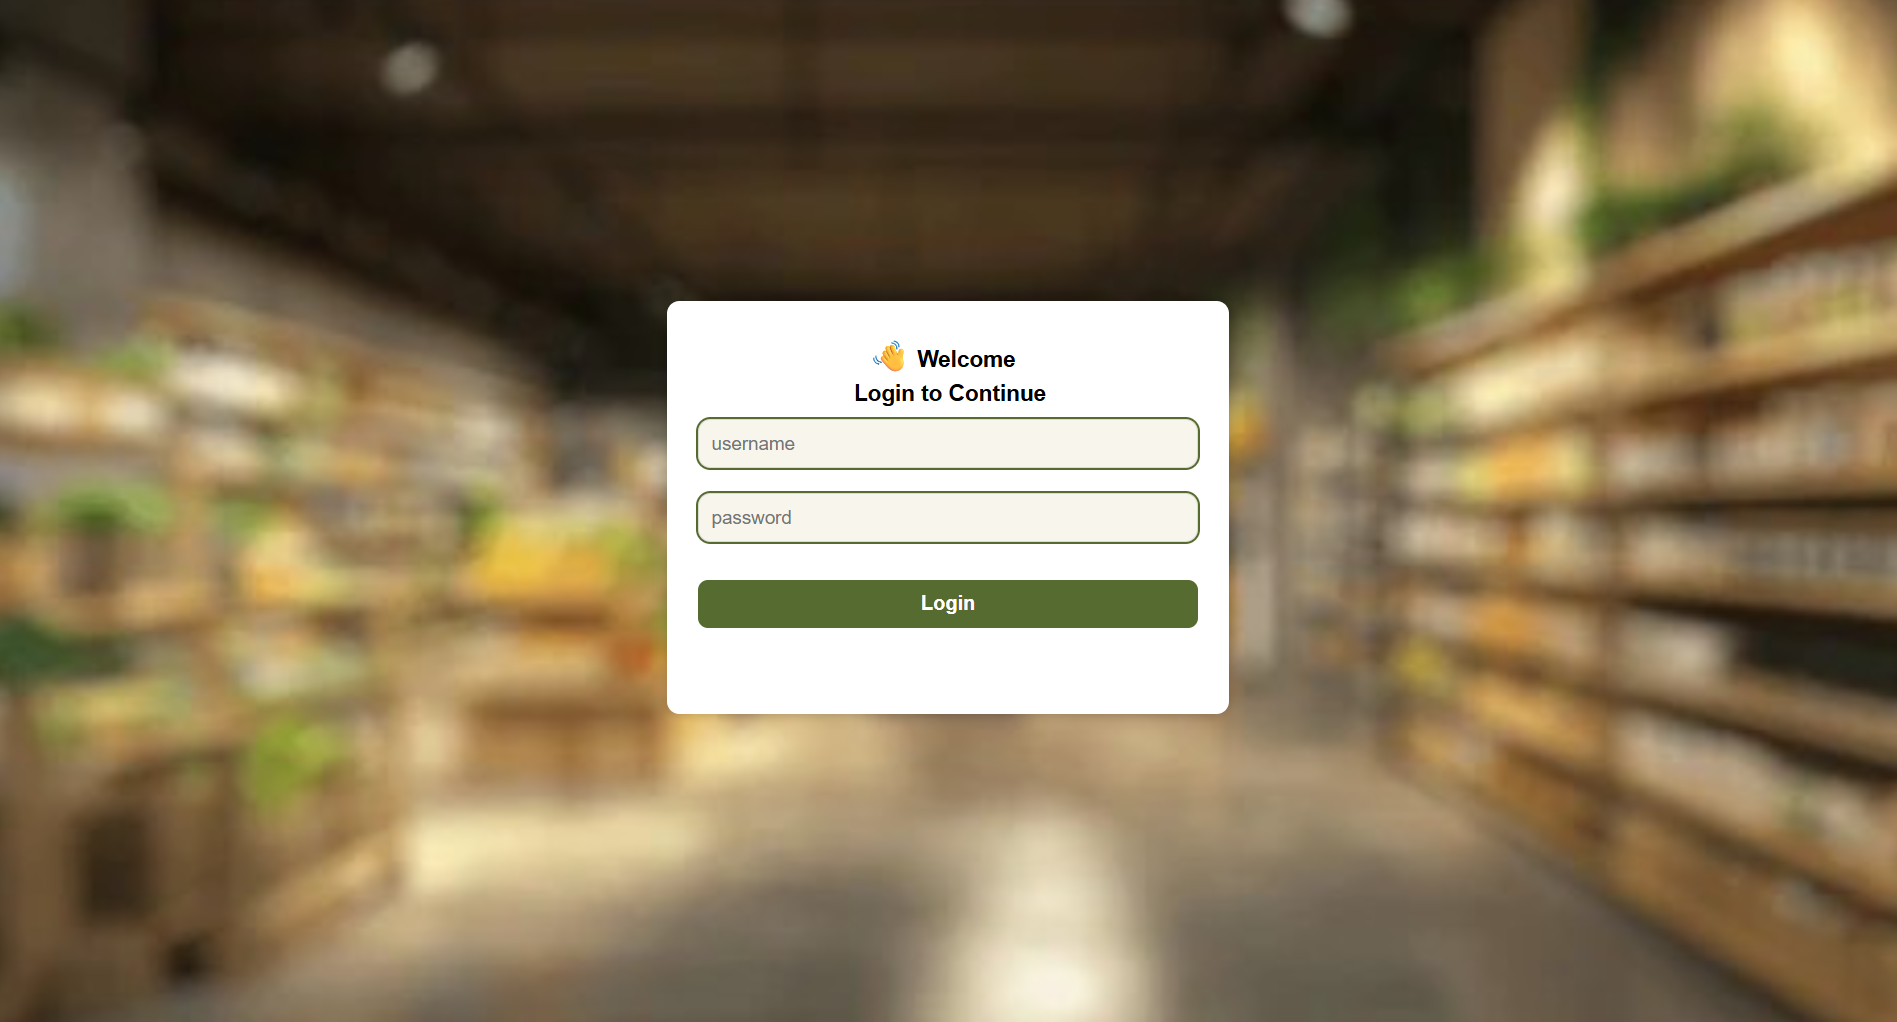 👋 Welcome
Login to Continue
username
password
Login